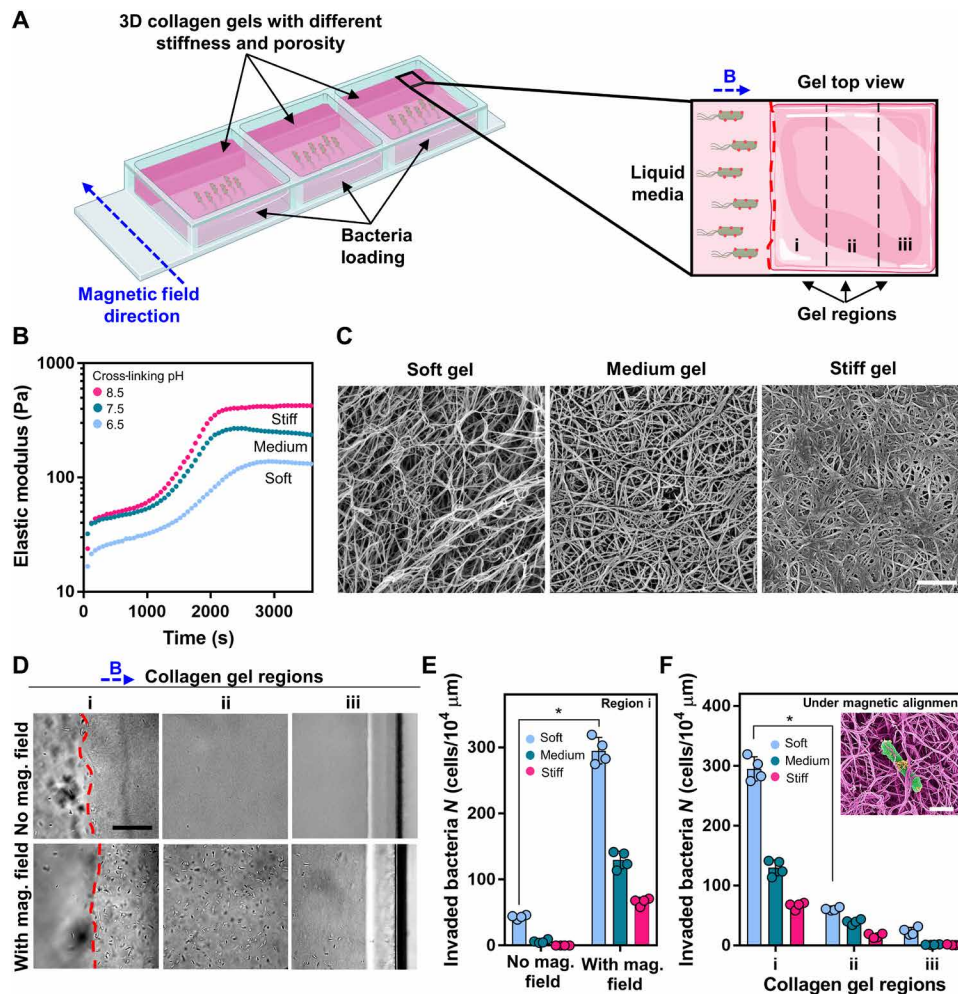 A
3D collagen gels with different
stiffness and porosity
Bacteria
loading
Magnetic field
direction
B
Gel top view
Liquid
media
i
ii
iii
Gel regions
B
Elastic modulus (Pa)
1000
100
10
Cross-linking pH
8.5
7.5
6.5
Stiff
Medium
Soft
0
1000
2000
3000
Time (s)
C
Soft gel
Medium gel
Stiff gel
D
B
Collagen gel regions
i
ii
iii
No mag. field
With mag. field
E
Invaded bacteria N (cells/10⁴ μm)
300
200
100
50
0
*
Region i
Soft
Medium
Stiff
No mag.
field
With mag.
field
F
Invaded bacteria N (cells/10⁴ μm)
400
300
200
100
50
0
Under magnetic alignment
*
Soft
Medium
Stiff
i
ii
iii
Collagen gel regions